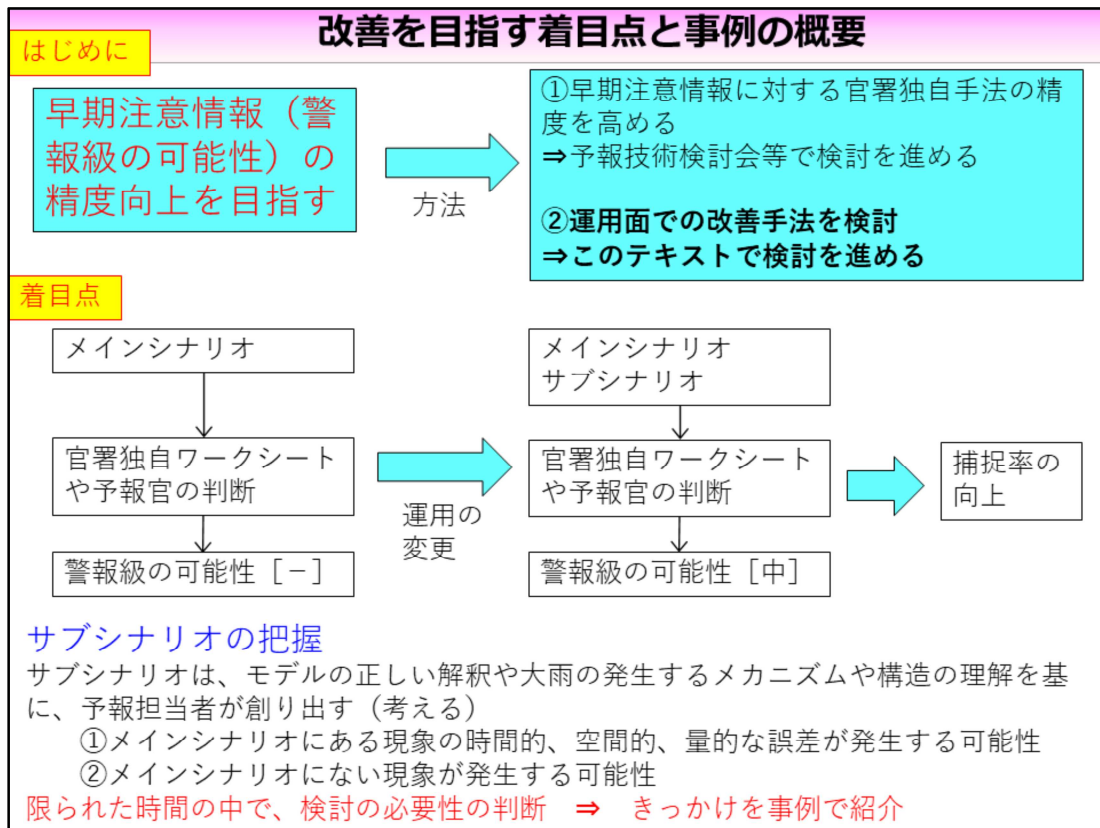 改善を目指す着目点と事例の概要
はじめに
早期注意情報（警
報級の可能性）の
精度向上を目指す
方法
①早期注意情報に対する官署独自手法の精
度を高める
⇒予報技術検討会等で検討を進める
②運用面での改善手法を検討
⇒このテキストで検討を進める
着目点
メインシナリオ
官署独自ワークシート
や予報官の判断
警報級の可能性［－］
運用の
変更
メインシナリオ
サブシナリオ
官署独自ワークシート
や予報官の判断
警報級の可能性［中］
捕捉率の
向上
サブシナリオの把握
サブシナリオは、モデルの正しい解釈や大雨の発生するメカニズムや構造の理解を基
に、予報担当者が創り出す（考える）
①メインシナリオにある現象の時間的、空間的、量的な誤差が発生する可能性
②メインシナリオにない現象が発生する可能性
限られた時間の中で、検討の必要性の判断　⇒　きっかけを事例で紹介